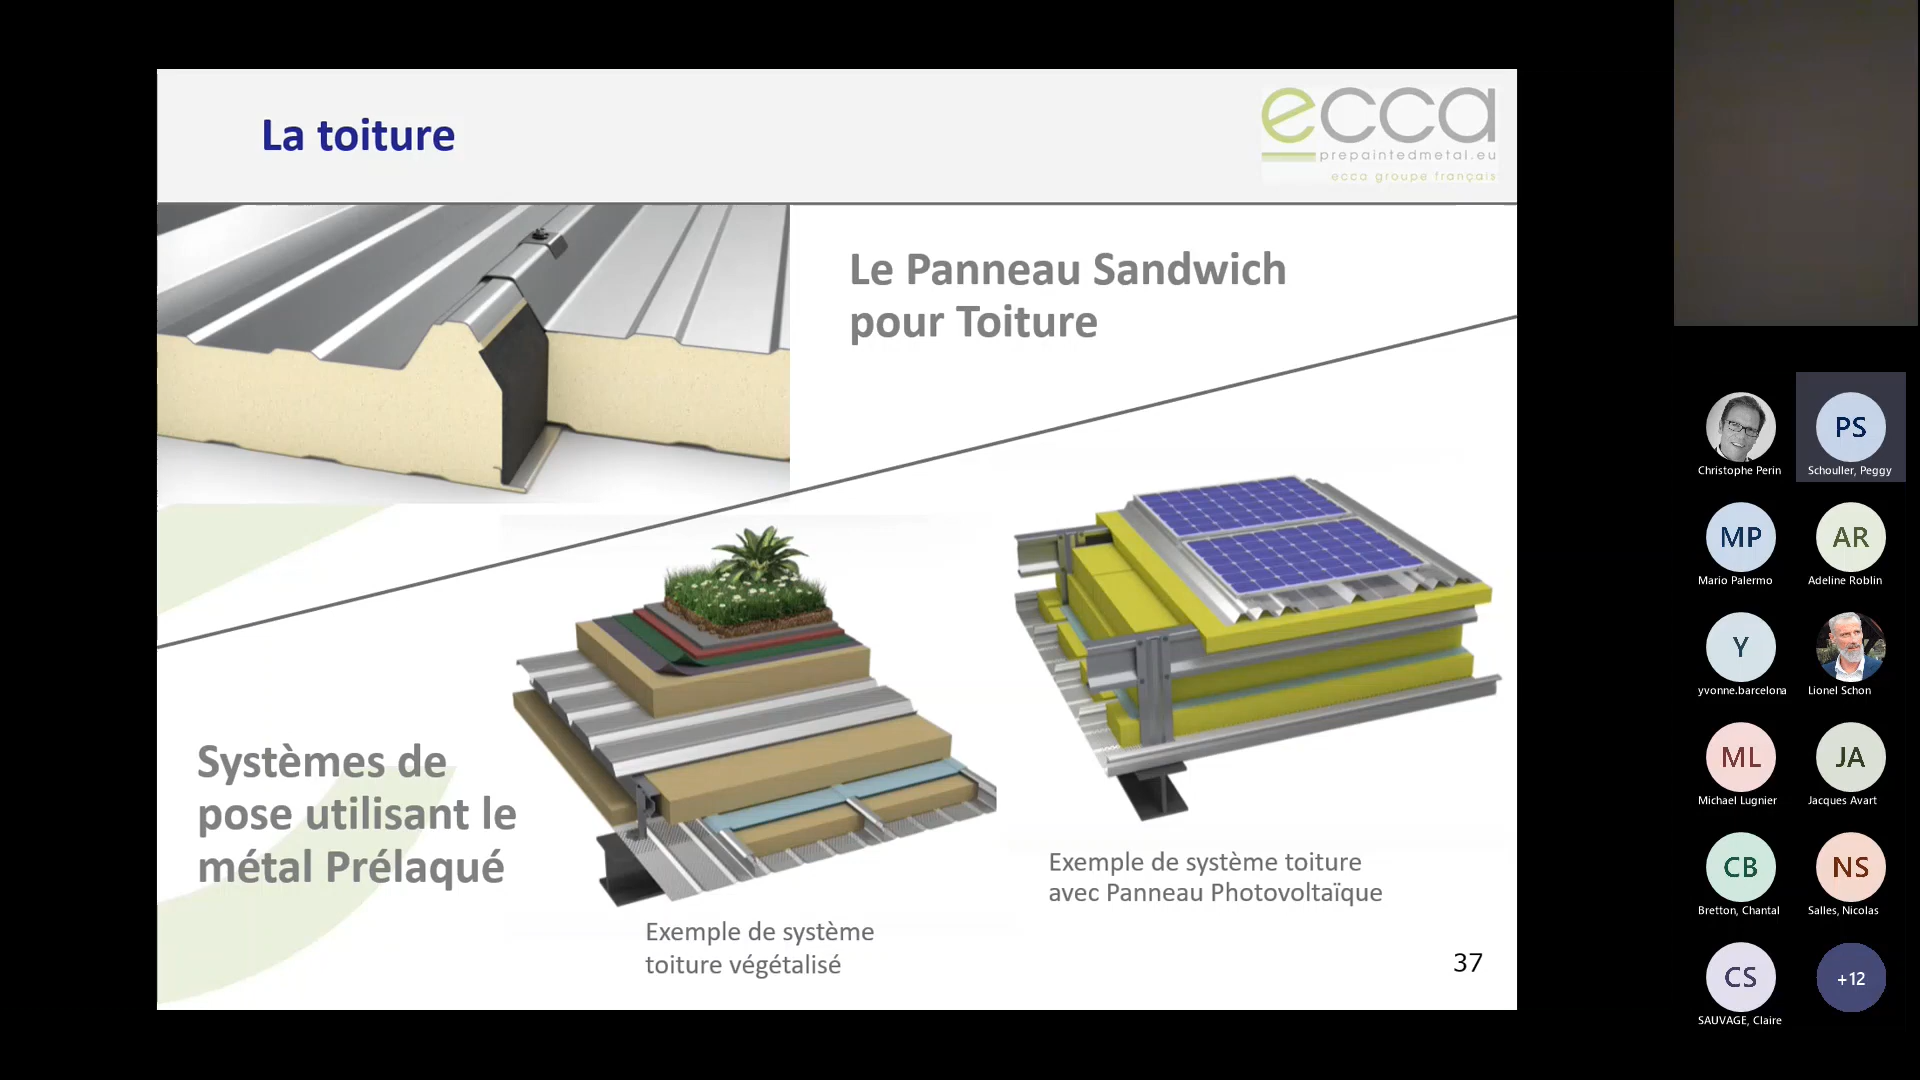 La toiture
ecca
prepaintedmetal.eu
ecca groupe français
Le Panneau Sandwich
pour Toiture
Systèmes de
pose utilisant le
métal Prélaqué
Exemple de système
toiture végétalisé
Exemple de système toiture
avec Panneau Photovoltaïque
37
Christophe Perin
PS
Schouller, Peggy
MP
Mario Palermo
AR
Adeline Roblin
Y
yvonne.barcelona
Lionel Schon
ML
Michael Lugnier
JA
Jacques Avart
CB
Bretton, Chantal
NS
Salles, Nicolas
CS
SAUVAGE, Claire
+12